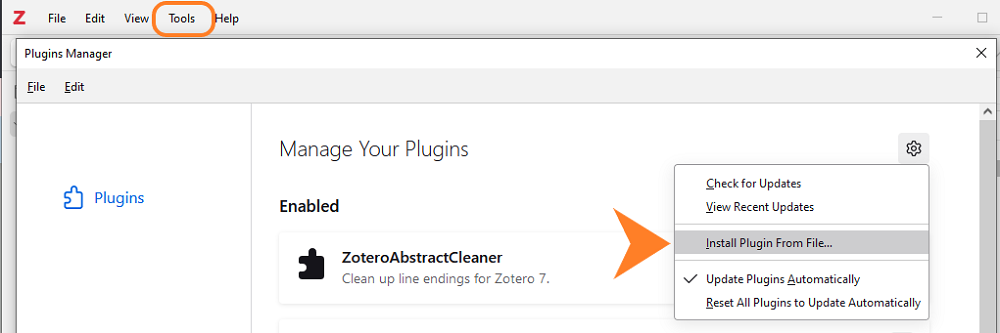 Z File Edit View Tools Help
Plugins Manager
File Edit
Manage Your Plugins
Plugins
Check for Updates
View Recent Updates
Enabled
Install Plugin From File...
ZoteroAbstractCleaner
Clean up line endings for Zotero 7.
Update Plugins Automatically
Reset All Plugins to Update Automatically